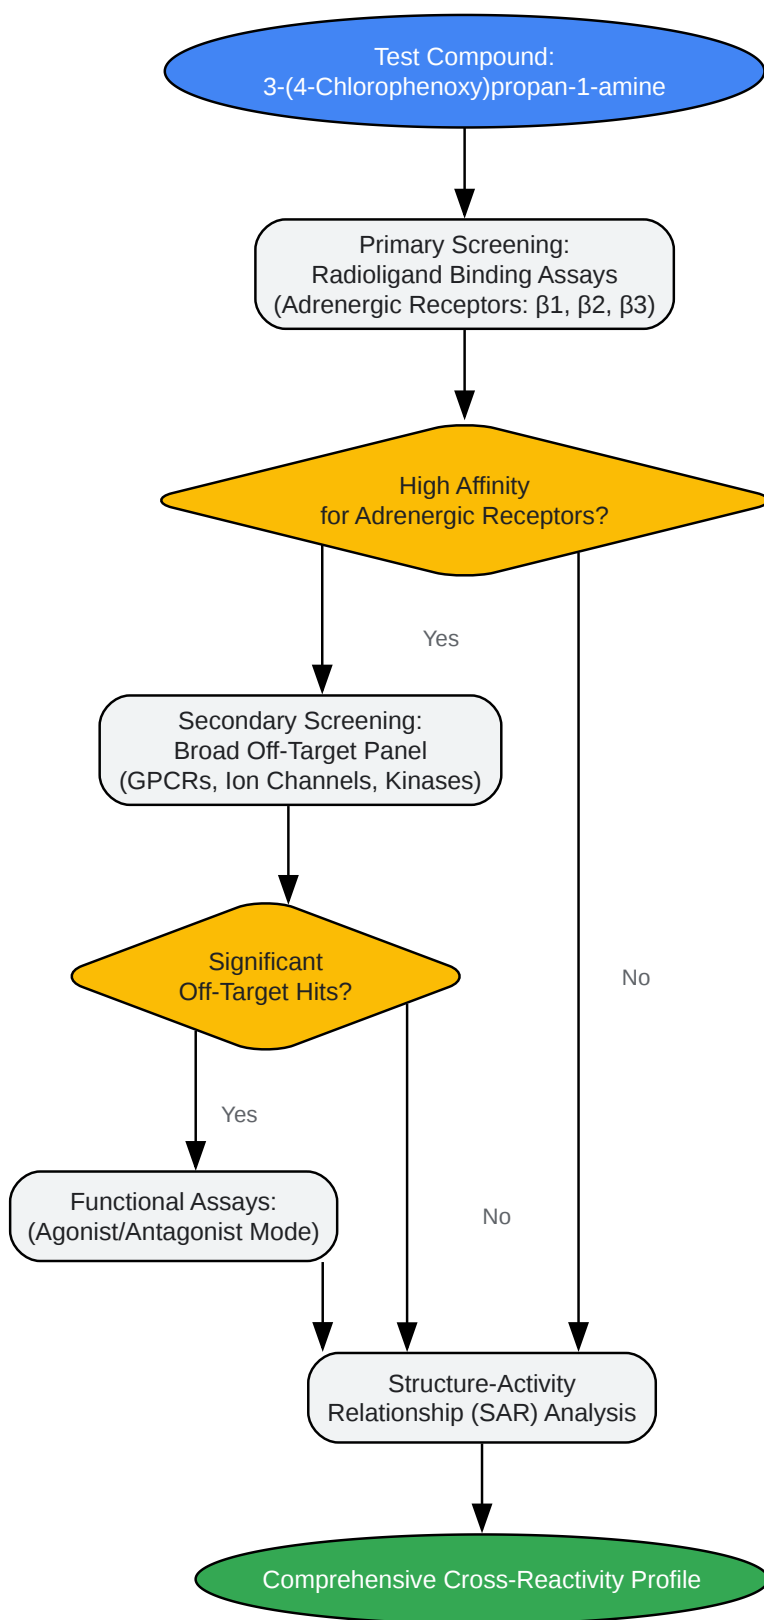 Test Compound:
3-(4-Chlorophenoxy)propan-1-amine
Primary Screening:
Radioligand Binding Assays
(Adrenergic Receptors: β1, β2, β3)
High Affinity
for Adrenergic Receptors?
Yes
Secondary Screening:
Broad Off-Target Panel
(GPCRs, Ion Channels, Kinases)
Significant
Off-Target Hits?
No
Yes
Functional Assays:
(Agonist/Antagonist Mode)
No
Structure-Activity
Relationship (SAR) Analysis
Comprehensive Cross-Reactivity Profile